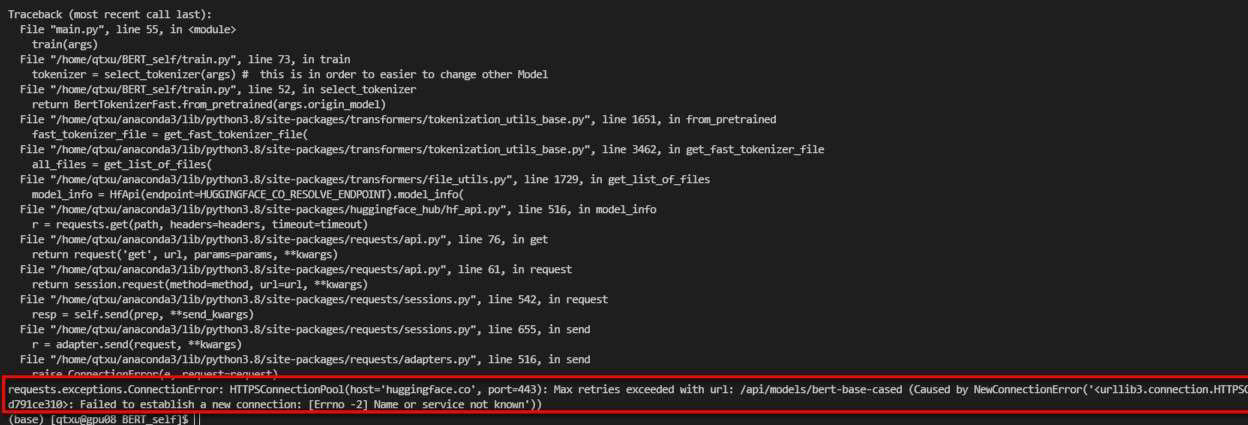 Traceback (most recent call last):
File "main.py", line 55, in <module>
train(args)
File "/home/qtxu/BERT_self/train.py", line 73, in train
tokenizer = select_tokenizer(args) #  this is in order to easier to change other Model
File "/home/qtxu/BERT_self/train.py", line 52, in select_tokenizer
return BertTokenizerFast.from_pretrained(args.origin_model)
File "/home/qtxu/anaconda3/lib/python3.8/site-packages/transformers/tokenization_utils_base.py", line 1651, in from_pretrained
fast_tokenizer_file = get_fast_tokenizer_file(
File "/home/qtxu/anaconda3/lib/python3.8/site-packages/transformers/tokenization_utils_base.py", line 3462, in get_fast_tokenizer_file
all_files = get_list_of_files(
File "/home/qtxu/anaconda3/lib/python3.8/site-packages/transformers/file_utils.py", line 1729, in get_list_of_files
model_info = HfApi(endpoint=HUGGINGFACE_CO_RESOLVE_ENDPOINT).model_info(
File "/home/qtxu/anaconda3/lib/python3.8/site-packages/huggingface_hub/hf_api.py", line 516, in model_info
r = requests.get(path, headers=headers, timeout=timeout)
File "/home/qtxu/anaconda3/lib/python3.8/site-packages/requests/api.py", line 76, in get
return request('get', url, params=params, **kwargs)
File "/home/qtxu/anaconda3/lib/python3.8/site-packages/requests/api.py", line 61, in request
return session.request(method=method, url=url, **kwargs)
File "/home/qtxu/anaconda3/lib/python3.8/site-packages/requests/sessions.py", line 542, in request
resp = self.send(prep, **send_kwargs)
File "/home/qtxu/anaconda3/lib/python3.8/site-packages/requests/sessions.py", line 655, in send
r = adapter.send(request, **kwargs)
File "/home/qtxu/anaconda3/lib/python3.8/site-packages/requests/adapters.py", line 516, in send
raise ConnectionError(e, request=request)
requests.exceptions.ConnectionError: HTTPSConnectionPool(host='huggingface.co', port=443): Max retries exceeded with url: /api/models/bert-base-cased (Caused by NewConnectionError('<urllib3.connection.HTTPSC
d791ce310>: Failed to establish a new connection: [Errno -2] Name or service not known'))
(base) [qtxu@gpu08 BERT_self]$